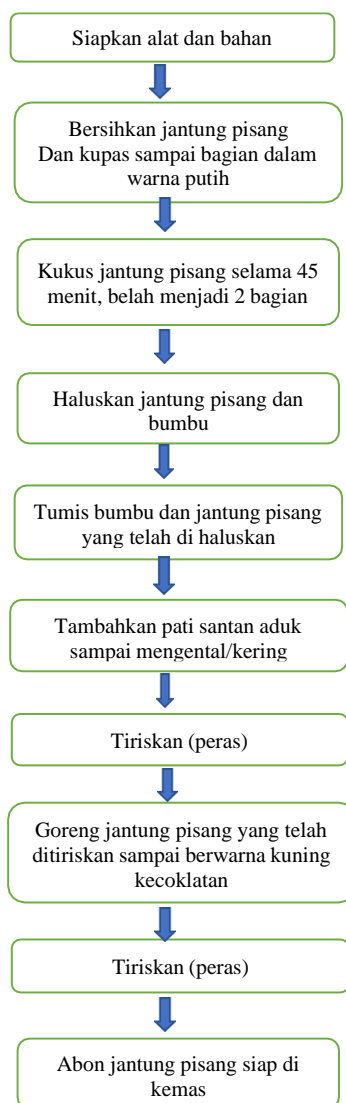 Siapkan alat dan bahan
Bersihkan jantung pisang
Dan kupas sampai bagian dalam
warna putih
Kukus jantung pisang selama 45
menit, belah menjadi 2 bagian
Haluskan jantung pisang dan
bumbu
Tumis bumbu dan jantung pisang
yang telah di haluskan
Tambahkan pati santan aduk
sampai mengental/kering
Tiriskan (peras)
Goreng jantung pisang yang telah
ditiriskan sampai berwarna kuning
kecoklatan
Tiriskan (peras)
Abon jantung pisang siap di
kemas